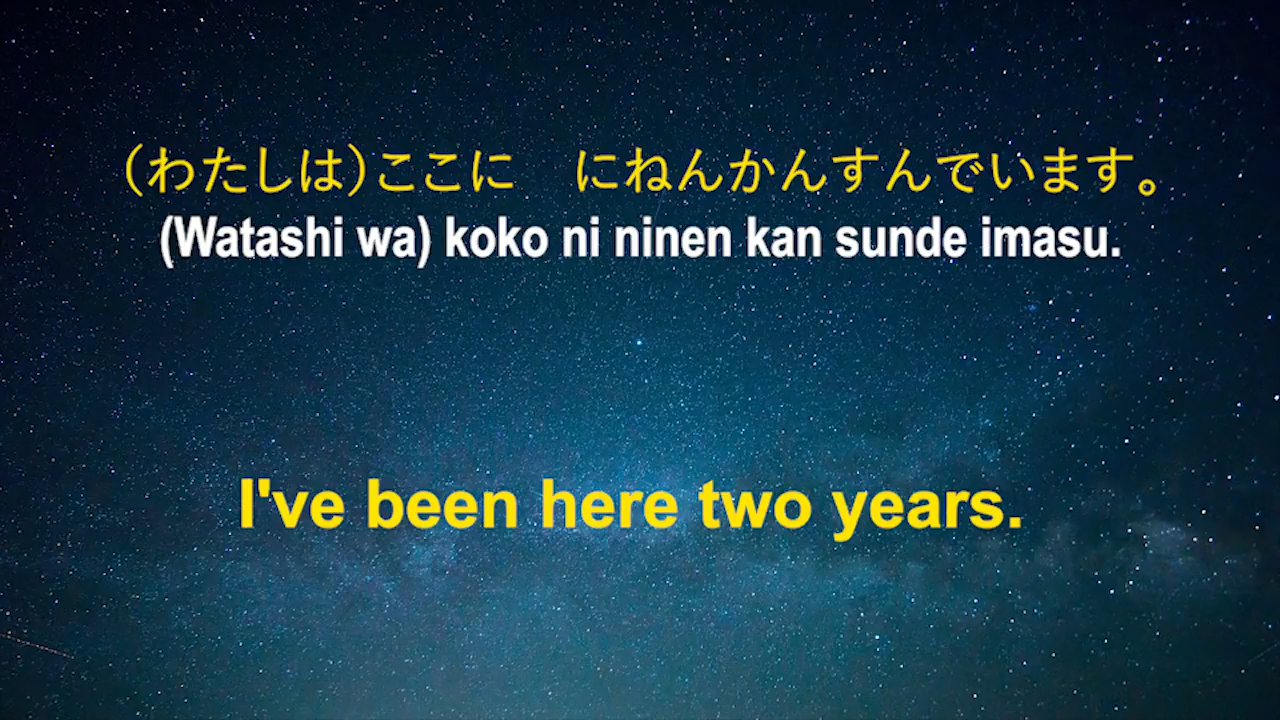 （わたしは）ここに　にねんかんすんでいます。
(Watashi wa) koko ni ninen kan sunde imasu.
I've been here two years.